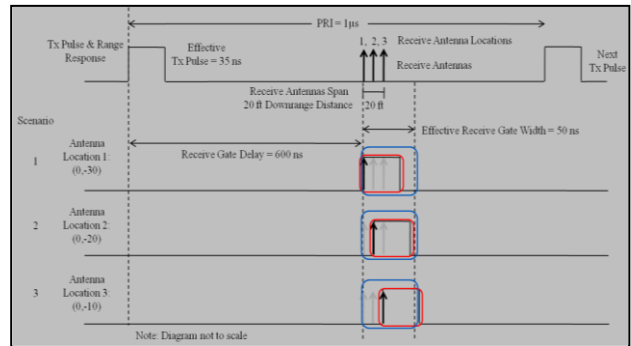 PRI = 1μs
1, 2, 3 Receive Antenna Locations
Tx Pulse & Range
Response
Effective
Tx Pulse = 35 ns
Receive Antennas
Next
Tx Pulse
Receive Antennas Span
20 ft Downrange Distance
20 ft
Scenario
Effective Receive Gate Width = 50 ns
Receive Gate Delay = 600 ns
1
Antenna
Location 1:
(0,-30)
2
Antenna
Location 2:
(0,-20)
3
Antenna
Location 3:
(0,-10)
Note: Diagram not to scale